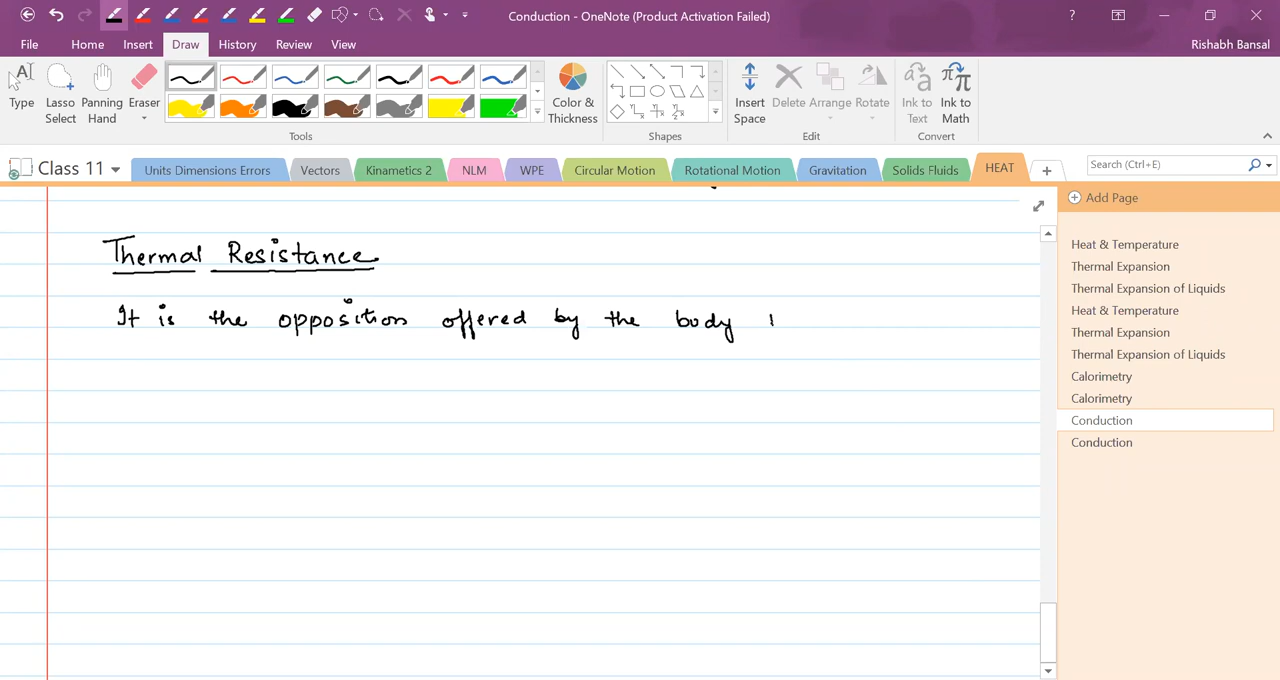 Conduction - OneNote (Product Activation Failed)
?
File Home Insert Draw History Review View
Rishabh Bansal
Type
Lasso Select
Panning Hand
Eraser
Color & Thickness
Insert Space
Delete
Arrange
Rotate
Ink to Text
Ink to Math
Tools
Shapes
Edit
Convert
Class 11
Units Dimensions Errors
Vectors
Kinametics 2
NLM
WPE
Circular Motion
Rotational Motion
Gravitation
Solids Fluids
HEAT
Search (Ctrl+E)
Add Page
Heat & Temperature
Thermal Expansion
Thermal Expansion of Liquids
Heat & Temperature
Thermal Expansion
Thermal Expansion of Liquids
Calorimetry
Calorimetry
Conduction
Conduction
Thermal Resistance
It is the opposition offered by the body